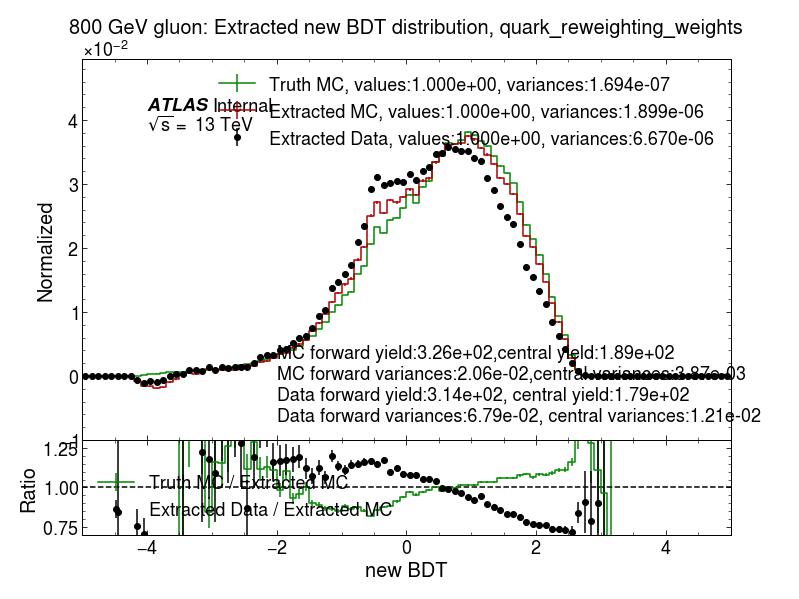 800 GeV gluon: Extracted new BDT distribution, quark_reweighting_weights
×10⁻²
Truth MC, values:1.000e+00, variances:1.694e-07
ATLAS Internal
Extracted MC, values:1.000e+00, variances:1.899e-06
√s = 13 TeV
Extracted Data, values:1.000e+00, variances:6.670e-06
4
3
2
1
0
Normalized
MC forward yield:3.26e+02,central yield:1.89e+02
MC forward variances:2.06e-02,central variances:3.87e-03
Data forward yield:3.14e+02, central yield:1.79e+02
Data forward variances:6.79e-02, central variances:1.21e-02
1.25
1.00
0.75
Ratio
Truth MC / Extracted MC
Extracted Data / Extracted MC
−4 −2 0 2 4
new BDT